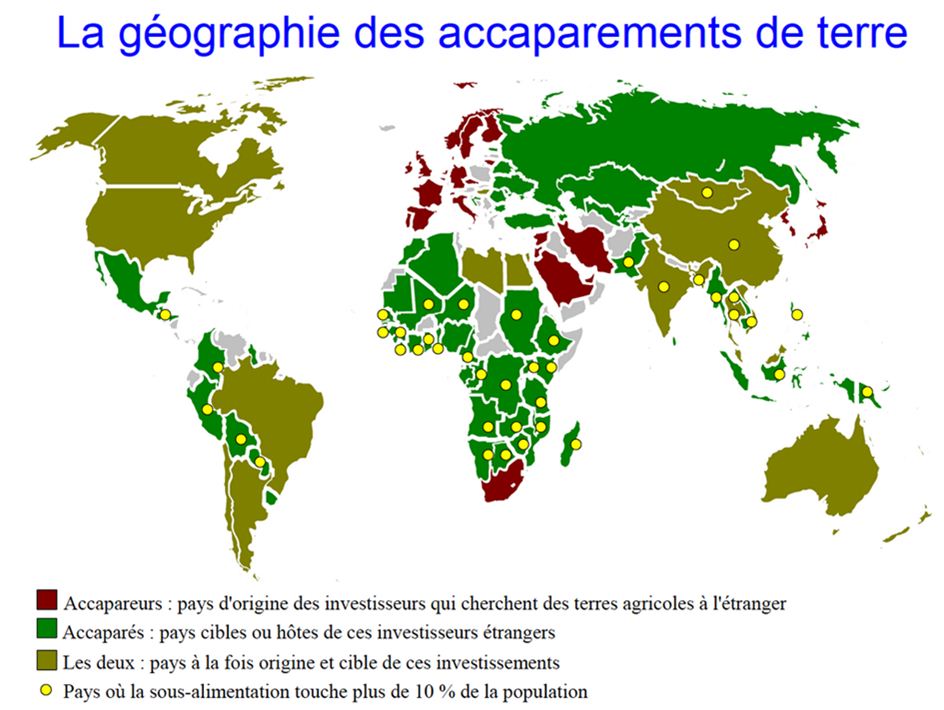 La géographie des accaparements de terre
Accapareurs : pays d'origine des investisseurs qui cherchent des terres agricoles à l'étranger
Accaparés : pays cibles ou hôtes de ces investisseurs étrangers
Les deux : pays à la fois origine et cible de ces investissements
Pays où la sous-alimentation touche plus de 10 % de la population